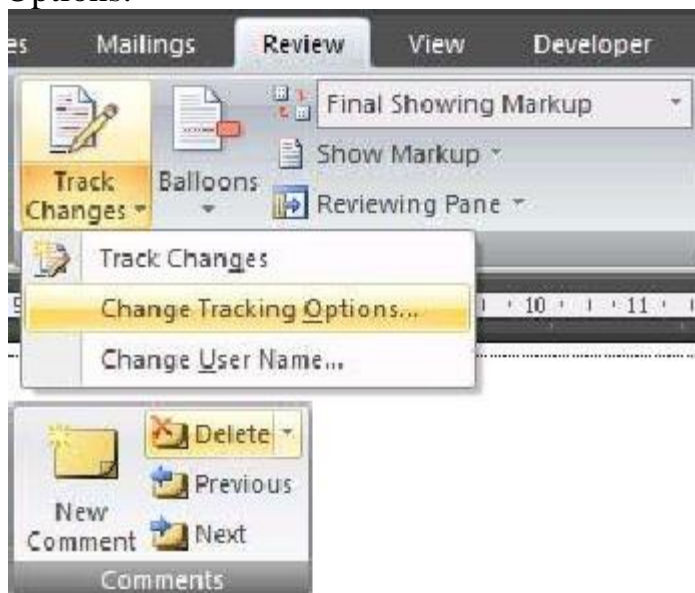 Options.
es Mailings Review View Developer
Final Showing Markup
Show Markup
Track Changes
Balloons
Reviewing Pane
Track Changes
Change Tracking Options...
10 11
Change User Name...
Delete
Previous
New Comment
Next
Comments